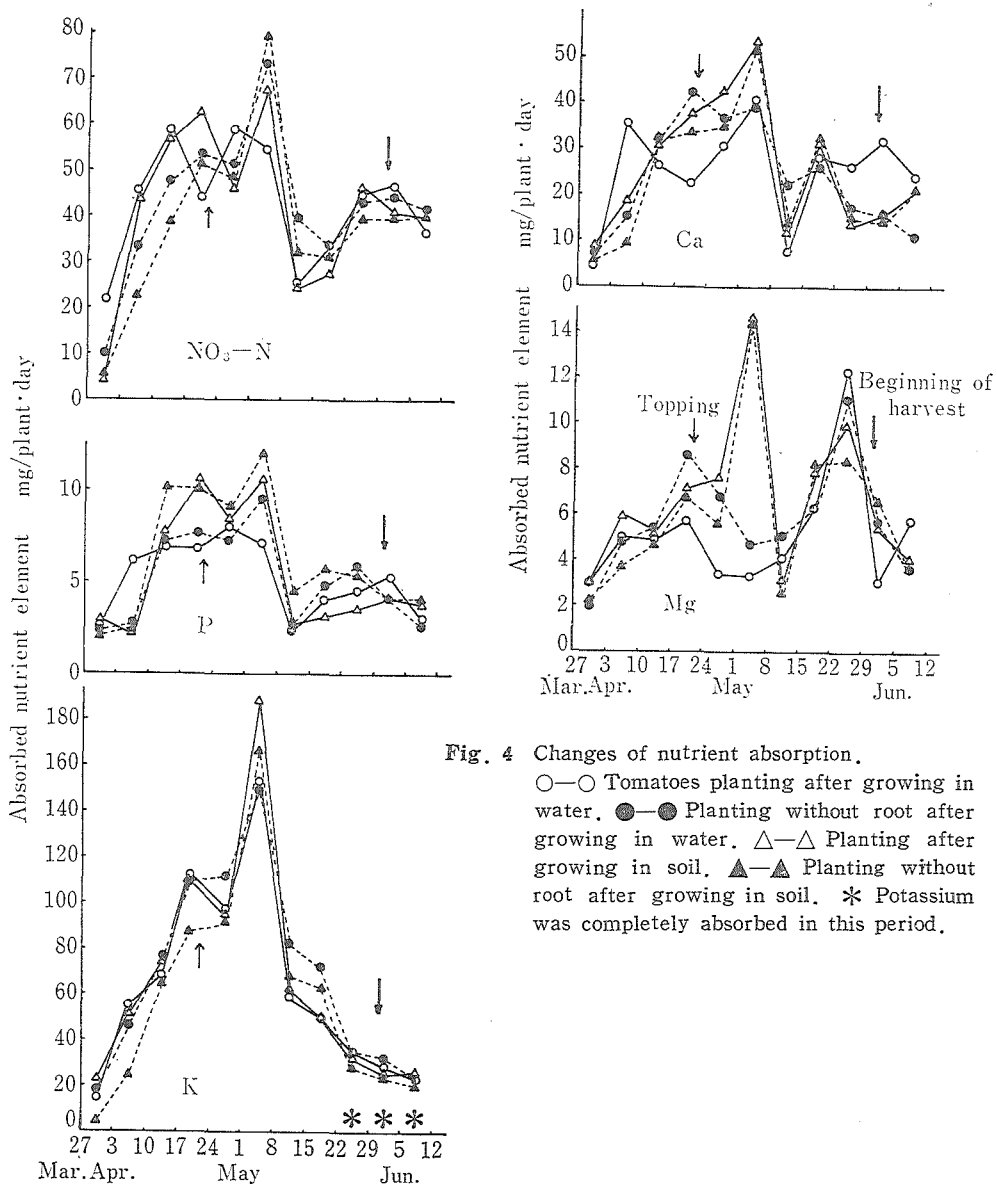 80
70
60
50
40
30
20
10
0
NO₃—N
10
5
0
P
180
160
140
120
100
80
60
40
20
0
K
* * *
27 3 10 17 24 1 8 15 22 29 5 12
Mar. Apr. May Jun.
Absorbed nutrient element mg/plant·day
50
40
30
20
10
0
Ca
14
12
10
8
6
4
2
0
Topping
Beginning of
harvest
Mg
27 3 10 17 24 1 8 15 22 29 5 12
Mar. Apr. May Jun.
Absorbed nutrient element mg/plant·day
Fig. 4 Changes of nutrient absorption.
○—○ Tomatoes planting after growing in
water. ●—● Planting without root after
growing in water. △—△ Planting after
growing in soil. ▲—▲ Planting without
root after growing in soil. * Potassium
was completely absorbed in this period.